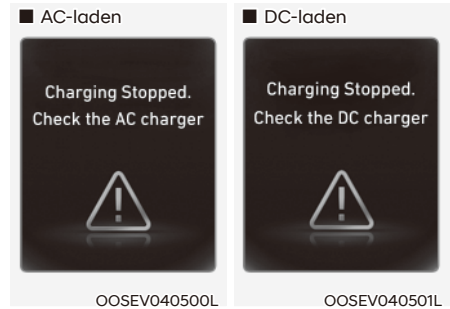 ■ AC-laden
Charging Stopped.
Check the AC charger
OOSEV040500L
■ DC-laden
Charging Stopped.
Check the DC charger
OOSEV040501L